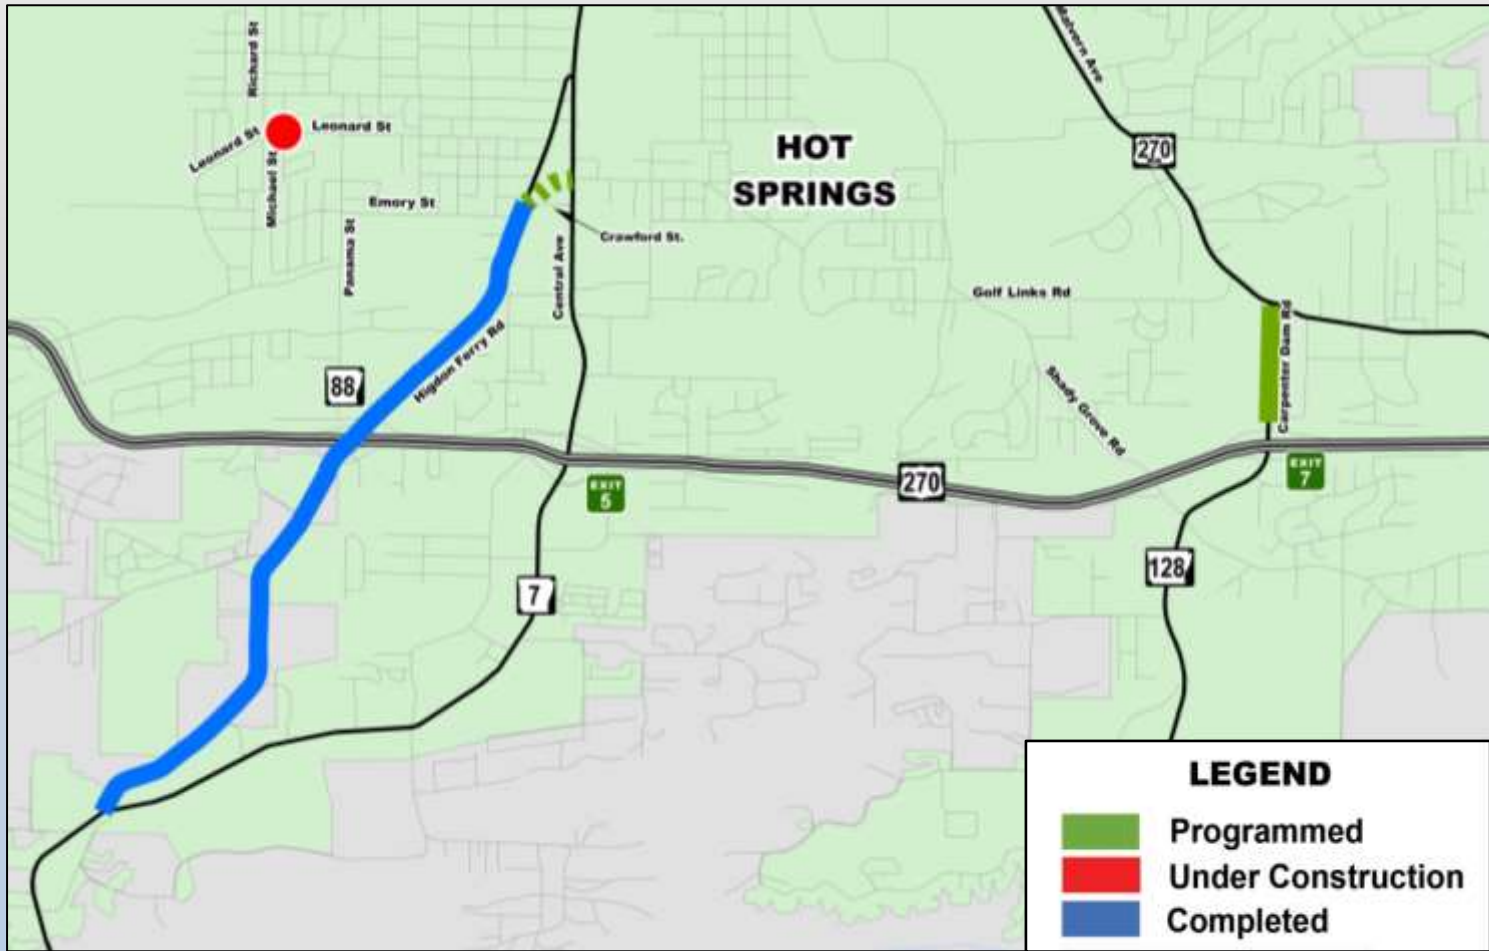 Richard St
Malvern Ave
Leonard St
Leonard St
HOT
SPRINGS
270
Michael St
Emory St
Panama St
Crawford St.
Central Ave
Golf Links Rd
Carpenter Dam Rd
Higdon Ferry Rd
88
Shady Grove Rd
270
EXIT
5
EXIT
7
128
7
LEGEND
Programmed
Under Construction
Completed